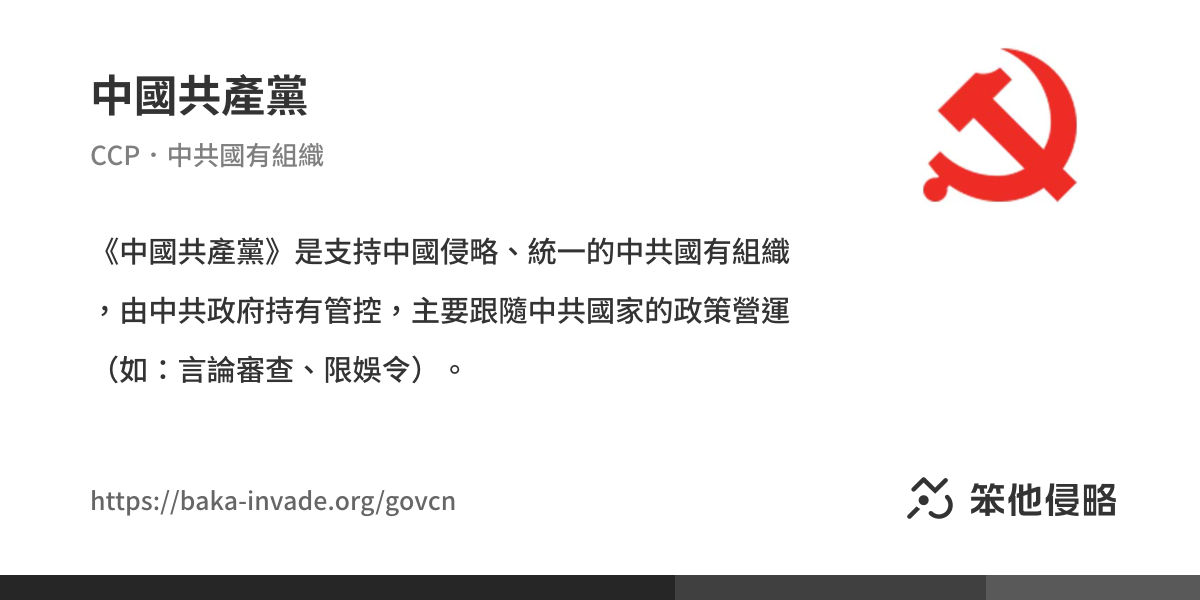 中國共產黨
CCP・中共國有組織
《中國共產黨》是支持中國侵略、統一的中共國有組織
，由中共政府持有管控，主要跟隨中共國家的政策營運
（如：言論審查、限娛令）。
https://baka-invade.org/govcn
笨他侵略